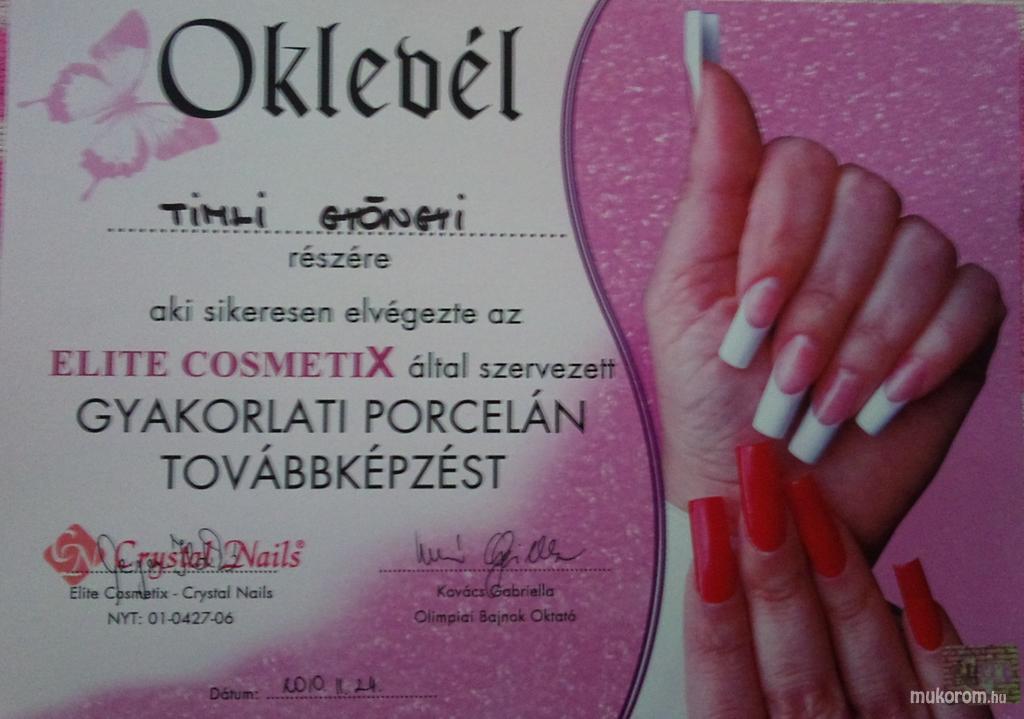 Oklevél
TIMLI GYÖNGYI
részére
aki sikeresen elvégezte az
ELITE COSMETIX által szervezett
GYAKORLATI PORCELÁN
TOVÁBBKÉPZÉST
Crystal Nails®
Elite Cosmetix - Crystal Nails
NYT: 01-0427-06
Kovács Gabriella
Olimpiai Bajnok Oktató
Dátum: 2010. 11. 24.
mukorom.hu